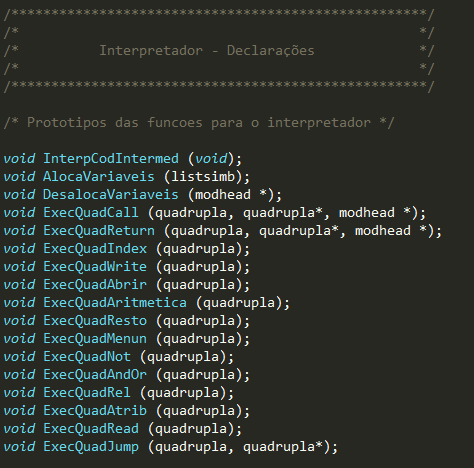 /****************************************************/
/*                                                  */
/*          Interpretador - Declarações             */
/*                                                  */
/****************************************************/
/* Prototipos das funcoes para o interpretador */
void InterpCodIntermed (void);
void AlocaVariaveis (listsimb);
void DesalocaVariaveis (modhead *);
void ExecQuadCall (quadrupla, quadrupla*, modhead *);
void ExecQuadReturn (quadrupla, quadrupla*, modhead *);
void ExecQuadIndex (quadrupla);
void ExecQuadWrite (quadrupla);
void ExecQuadAbrir (quadrupla);
void ExecQuadAritmetica (quadrupla);
void ExecQuadResto (quadrupla);
void ExecQuadMenun (quadrupla);
void ExecQuadNot (quadrupla);
void ExecQuadAndOr (quadrupla);
void ExecQuadRel (quadrupla);
void ExecQuadAtrib (quadrupla);
void ExecQuadRead (quadrupla);
void ExecQuadJump (quadrupla, quadrupla*);